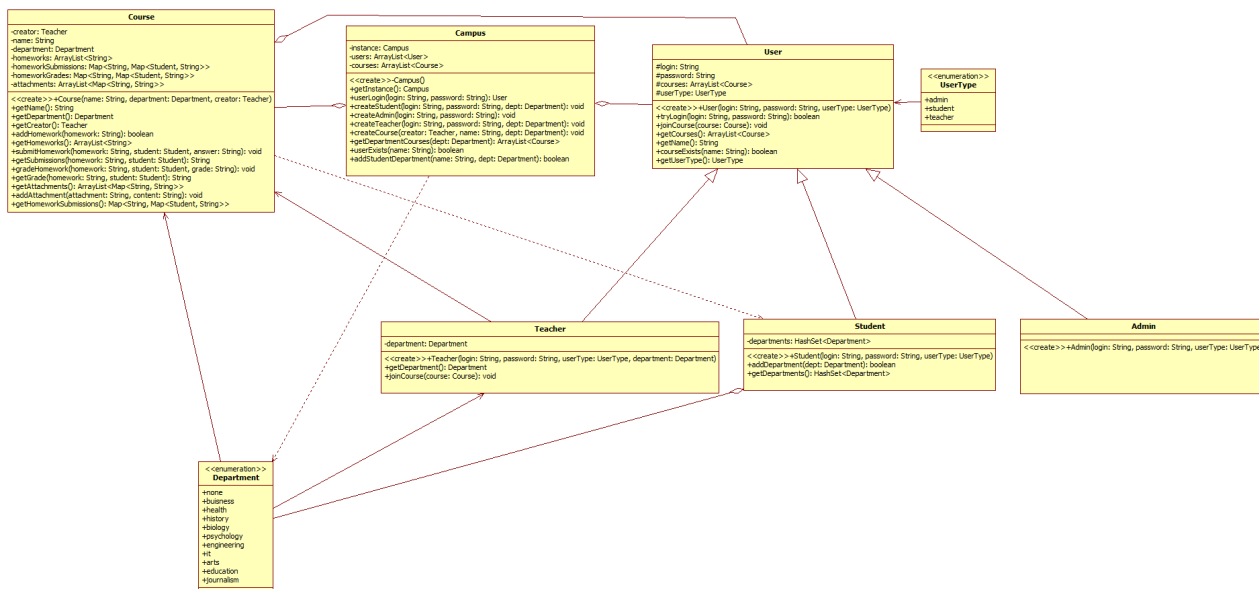 Course
-creator: Teacher
-name: String
-department: Department
-homeworks: ArrayList<String>
-homeworkSubmissions: Map<String, Map<Student, String>>
-homeworkGrades: Map<String, Map<Student, String>>
-attachments: ArrayList<Map<String, String>>
<<create>>+Course(name: String, department: Department, creator: Teacher)
+getName(): String
+getDepartment(): Department
+getCreator(): Teacher
+addHomework(homework: String): boolean
+getHomeworks(): ArrayList<String>
+submitHomework(homework: String, student: Student, answer: String): void
+getSubmissions(homework: String, student: Student): String
+gradeHomework(homework: String, student: Student, grade: String): void
+getGrade(homework: String, student: Student): String
+getAttachments(): ArrayList<Map<String, String>>
+addAttachment(attachment: String, content: String): void
+getHomeworkSubmissions(): Map<String, Map<Student, String>>
Campus
-instance: Campus
-users: ArrayList<User>
-courses: ArrayList<Course>
<<create>>-Campus()
+getInstance(): Campus
+userLogin(login: String, password: String): User
+createStudent(login: String, password: String, dept: Department): void
+createAdmin(login: String, password: String): void
+createTeacher(login: String, password: String, dept: Department): void
+createCourse(creator: Teacher, name: String, dept: Department): void
+getDepartmentCourses(dept: Department): ArrayList<Course>
+userExists(name: String): boolean
+addStudentDepartment(name: String, dept: Department): boolean
User
#login: String
#password: String
#courses: ArrayList<Course>
#userType: UserType
<<create>>+User(login: String, password: String, userType: UserType)
+tryLogin(login: String, password: String): boolean
+joinCourse(course: Course): void
+getCourses(): ArrayList<Course>
+getName(): String
+courseExists(name: String): boolean
+getUserType(): UserType
<<enumeration>>
UserType
+admin
+student
+teacher
Teacher
-department: Department
<<create>>+Teacher(login: String, password: String, userType: UserType, department: Department)
+getDepartment(): Department
+joinCourse(course: Course): void
Student
-departments: HashSet<Department>
<<create>>+Student(login: String, password: String, userType: UserType)
+addDepartment(dept: Department): boolean
+getDepartments(): HashSet<Department>
Admin
<<create>>+Admin(login: String, password: String, userType: UserType
<<enumeration>>
Department
+none
+buisness
+health
+history
+biology
+psychology
+engineering
+it
+arts
+education
+journalism